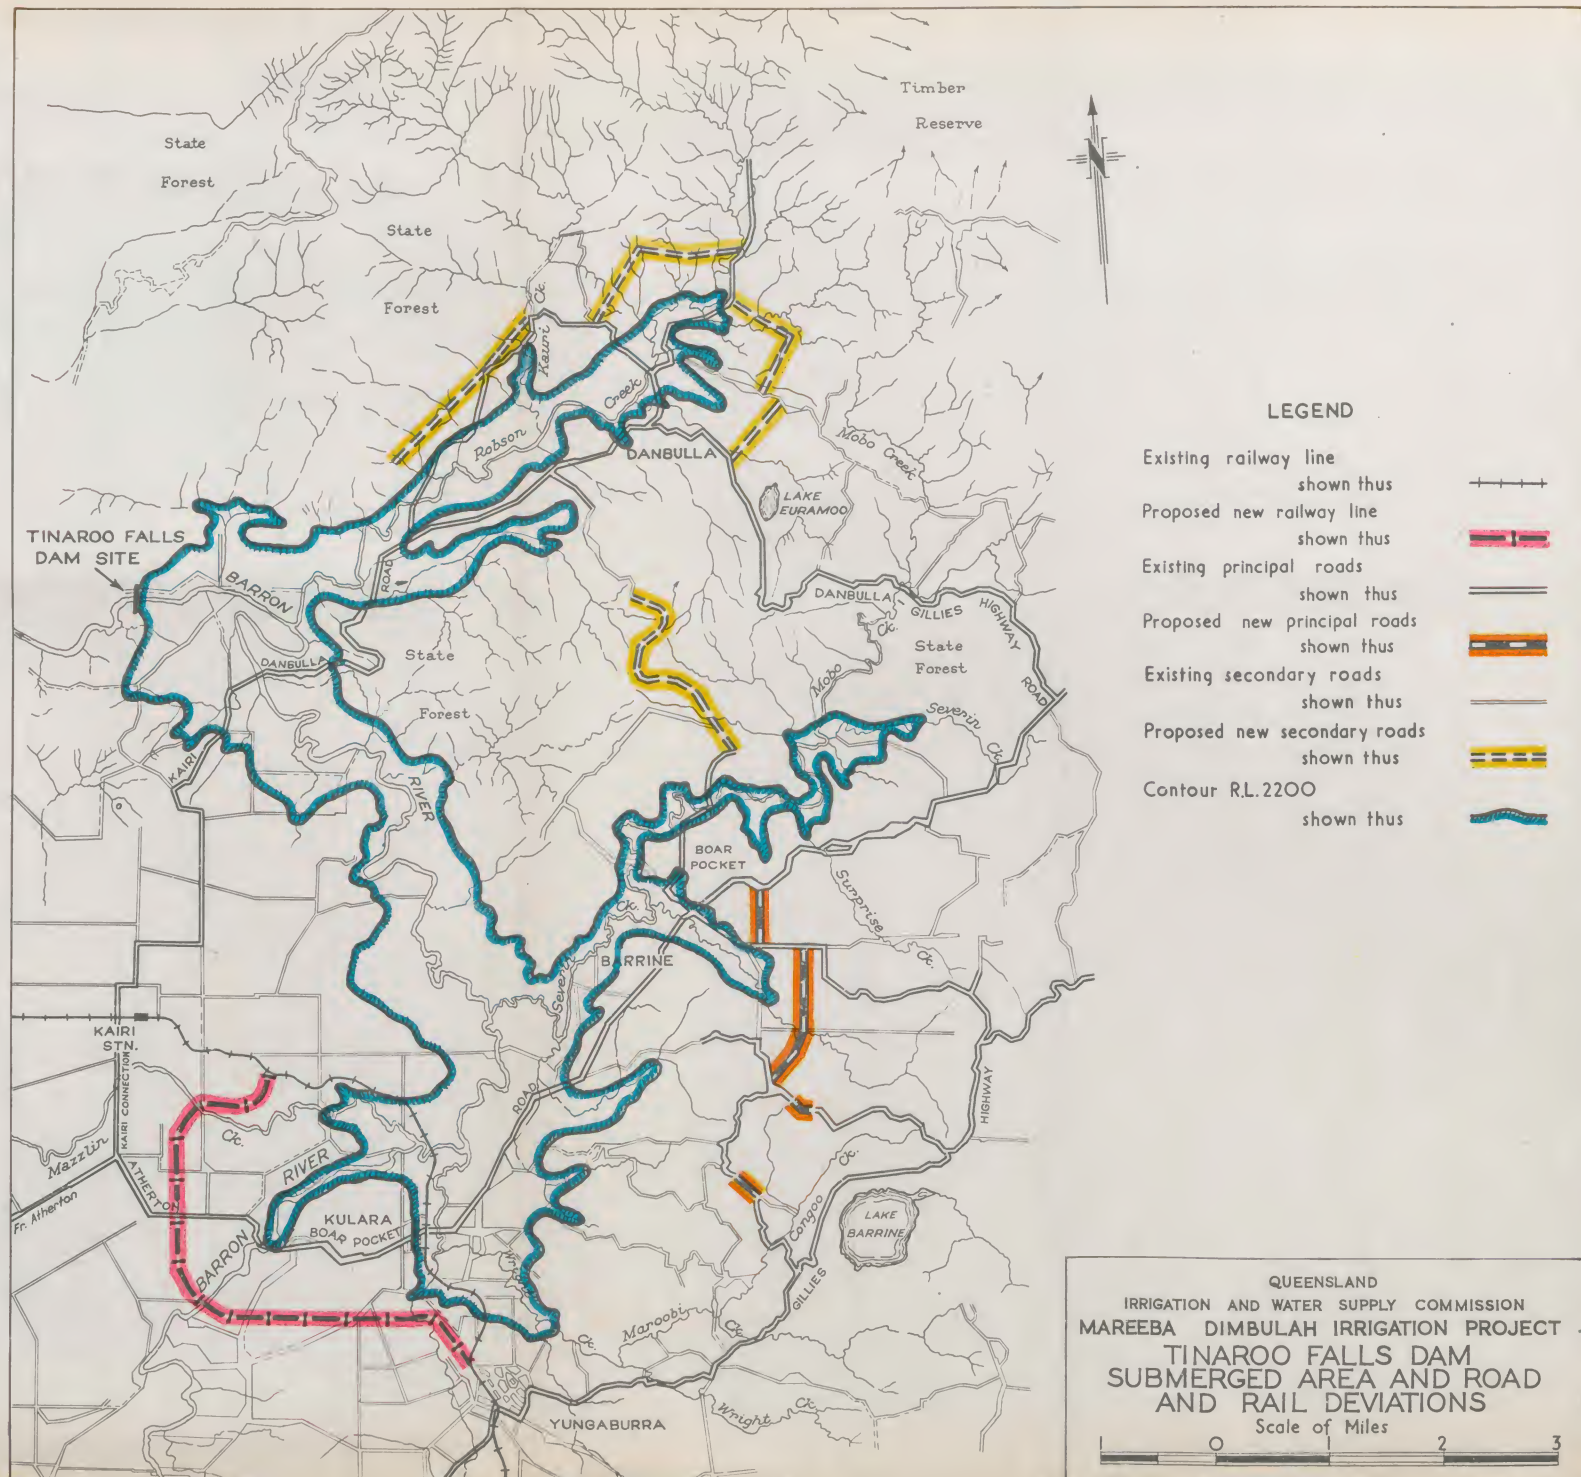 Timber
Reserve
State
Forest
State
Forest
Ck.
Kauri
Creek
Robson
DANBULLA
Mobo Creek
LAKE
EURAMOO
TINAROO FALLS
DAM SITE
BARRON
ROAD
DANBULLA
State
Forest
DANBULLA - GILLIES HIGHWAY
ROAD
Ck.
Mobo
State
Forest
Severin
Ck.
KAIRI
RIVER
BOAR
POCKET
Surprise
Ck.
Ck.
Severin
BARRINE
KAIRI
STN.
KAIRI CONNECTION
ROAD
HIGHWAY
Mazzlin
Ck.
RIVER
ATHERTON
Fr. Atherton
KULARA
BOAR POCKET
BARRON
Ck.
Congoo
LAKE
BARRINE
GILLIES
Maroobi
Ck.
Ck.
Wright
Ck.
YUNGABURRA
LEGEND
Existing railway line
shown thus
Proposed new railway line
shown thus
Existing principal roads
shown thus
Proposed new principal roads
shown thus
Existing secondary roads
shown thus
Proposed new secondary roads
shown thus
Contour R.L.2200
shown thus
QUEENSLAND
IRRIGATION AND WATER SUPPLY COMMISSION
MAREEBA DIMBULAH IRRIGATION PROJECT
TINAROO FALLS DAM
SUBMERGED AREA AND ROAD
AND RAIL DEVIATIONS
Scale of Miles
1 0 1 2 3